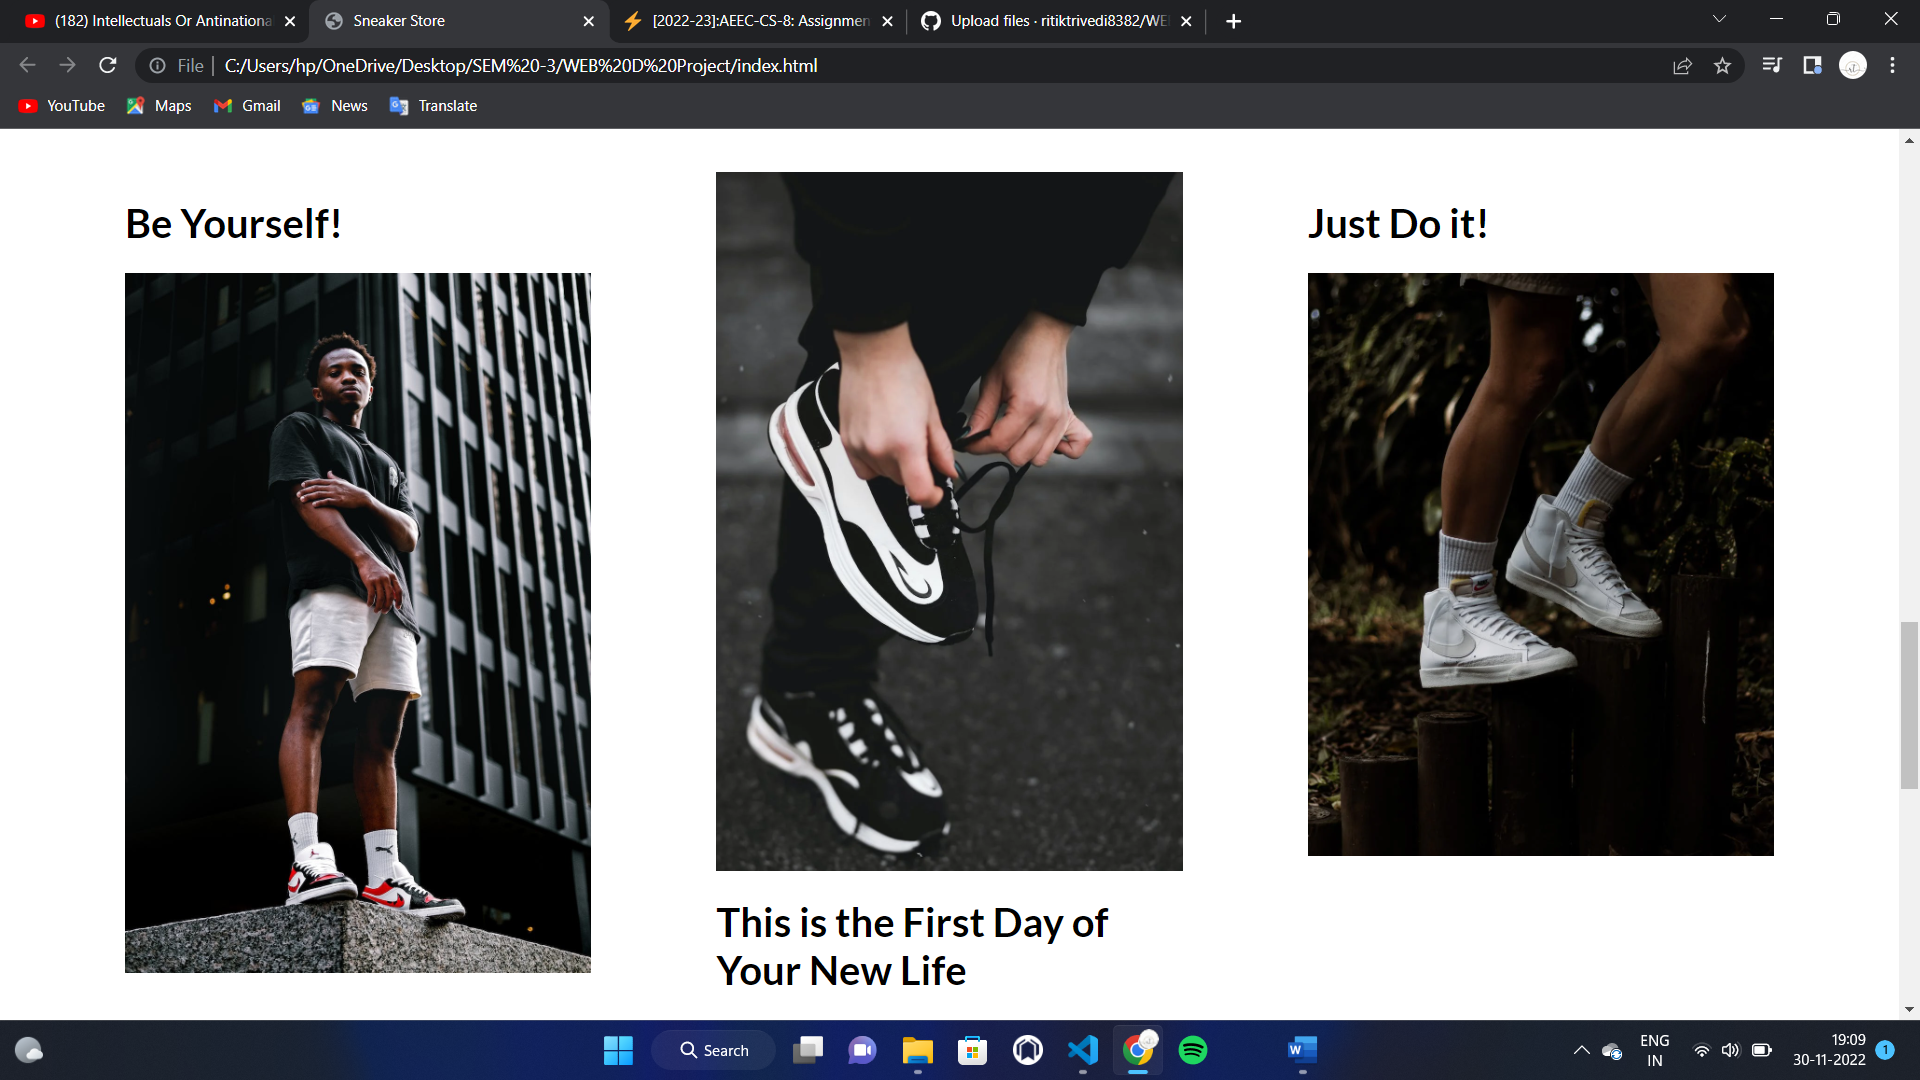 (182) Intellectuals Or Antinationa
Sneaker Store
[2022-23]:AEEC-CS-8: Assignmen
Upload files · ritiktrivedi8382/WE
File
C:/Users/hp/OneDrive/Desktop/SEM%20-3/WEB%20D%20Project/index.html
YouTube
Maps
Gmail
News
Translate
Be Yourself!
Just Do it!
This is the First Day of
Your New Life
Search
ENG
IN
19:09
30-11-2022
1